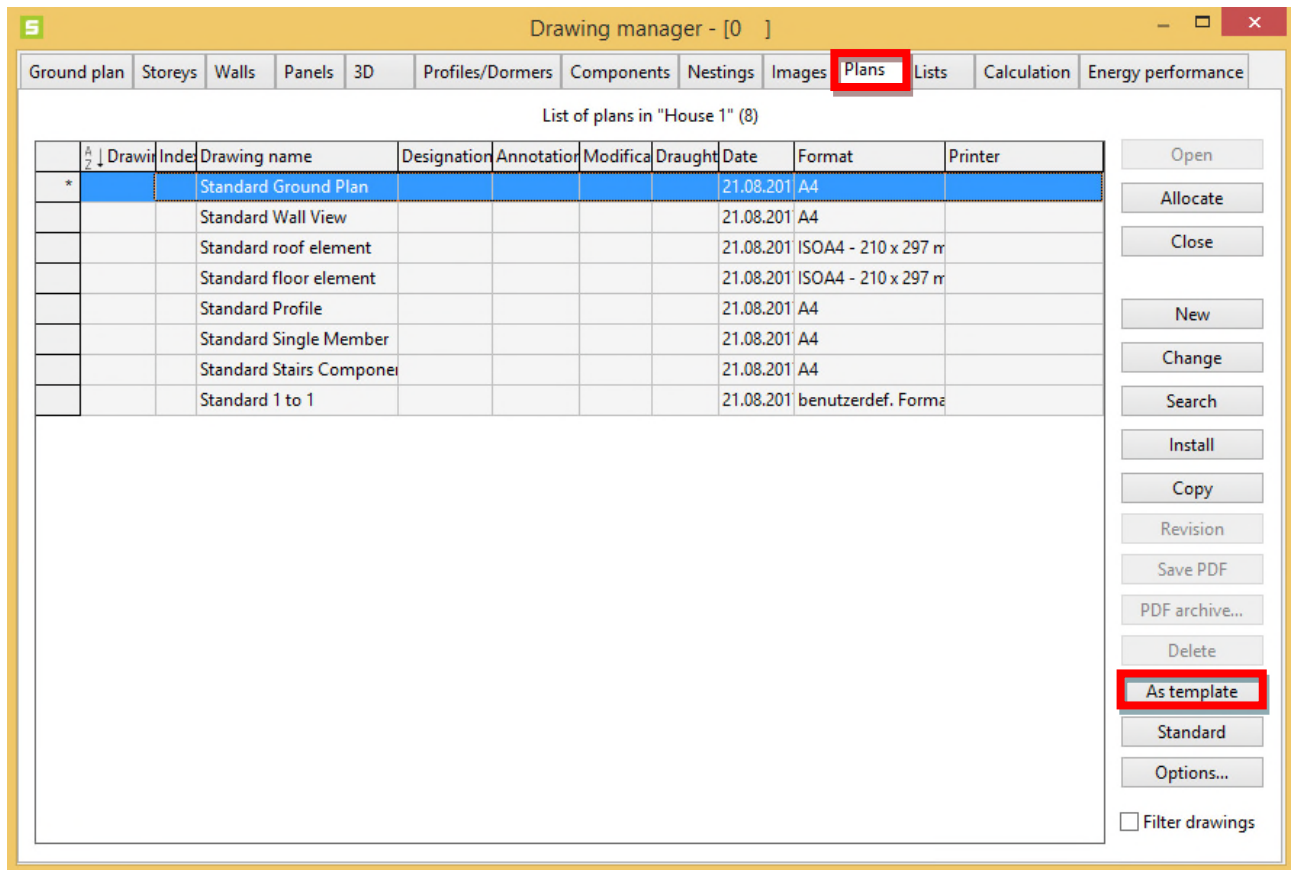 S Drawing manager - [0 ]
Ground plan Storeys Walls Panels 3D Profiles/Dormers Components Nestings Images Plans Lists Calculation Energy performance
List of plans in "House 1" (8)
A Z ↓ Drawin Inde Drawing name Designation Annotation Modifica Draught Date Format Printer
* Standard Ground Plan 21.08.201 A4
Standard Wall View 21.08.201 A4
Standard roof element 21.08.201 ISOA4 - 210 x 297 m
Standard floor element 21.08.201 ISOA4 - 210 x 297 m
Standard Profile 21.08.201 A4
Standard Single Member 21.08.201 A4
Standard Stairs Componen 21.08.201 A4
Standard 1 to 1 21.08.201 benutzerdef. Forma
Open
Allocate
Close
New
Change
Search
Install
Copy
Revision
Save PDF
PDF archive...
Delete
As template
Standard
Options...
Filter drawings